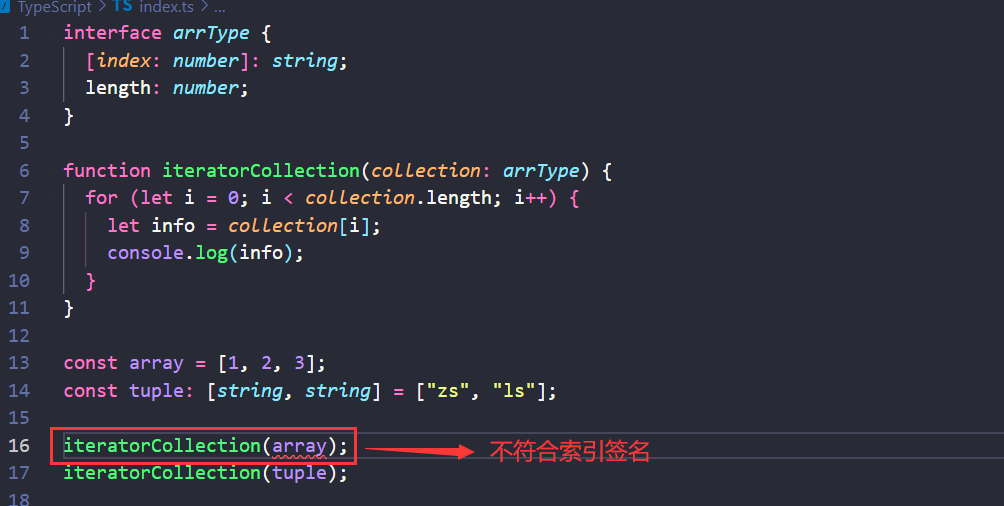 TypeScript > TS index.ts > ...
1 interface arrType {
2 [index: number]: string;
3 length: number;
4 }
5
6 function iteratorCollection(collection: arrType) {
7 for (let i = 0; i < collection.length; i++) {
8 let info = collection[i];
9 console.log(info);
10 }
11 }
12
13 const array = [1, 2, 3];
14 const tuple: [string, string] = ["zs", "ls"];
15
16 iteratorCollection(array); 不符合索引签名
17 iteratorCollection(tuple);
18